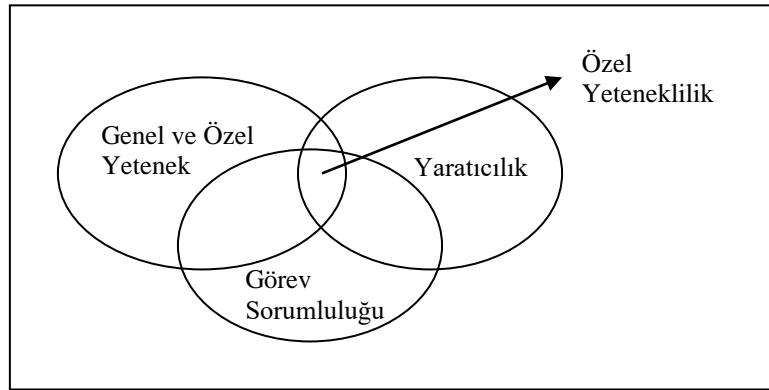 Özel
Yeteneklilik
Genel ve Özel
Yetenek
Yaratıcılık
Görev
Sorumluluğu